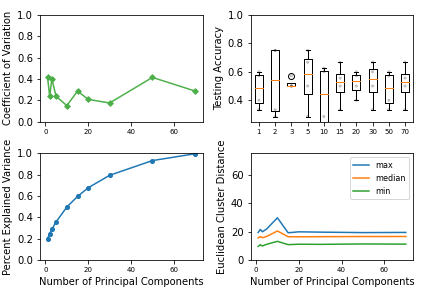 Coefficient of Variation
1.0
0.8
0.6
0.4
0.2
0.0
0 20 40 60
Testing Accuracy
1.0
0.8
0.6
0.4
1 2 3 5 10 15 20 30 50 70
Percent Explained Variance
1.0
0.8
0.6
0.4
0.2
0.0
0 20 40 60
Number of Principal Components
Euclidean Cluster Distance
60
40
20
0
max
median
min
0 20 40 60
Number of Principal Components